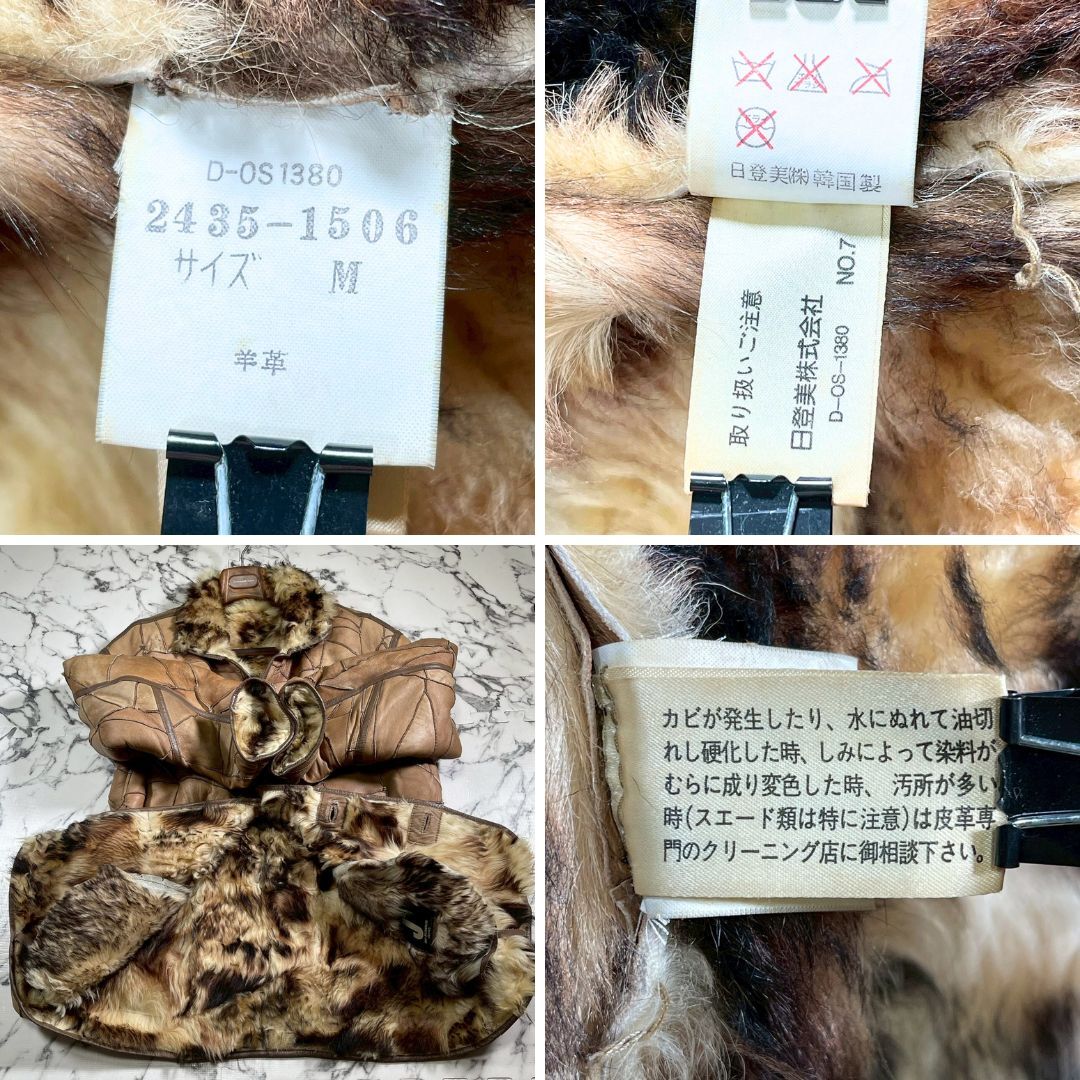 D-OS1380
2435-1506
サイズ M
羊革
ドライ
日登美㈱韓国製
取り扱いご注意
日登美株式会社
D-OS-1380 NO.7
カビが発生したり、水にぬれて油切
れし硬化した時、しみによって染料が
むらに成り変色した時、汚所が多い
時(スエード類は特に注意)は皮革専
門のクリーニング店に御相談下さい。